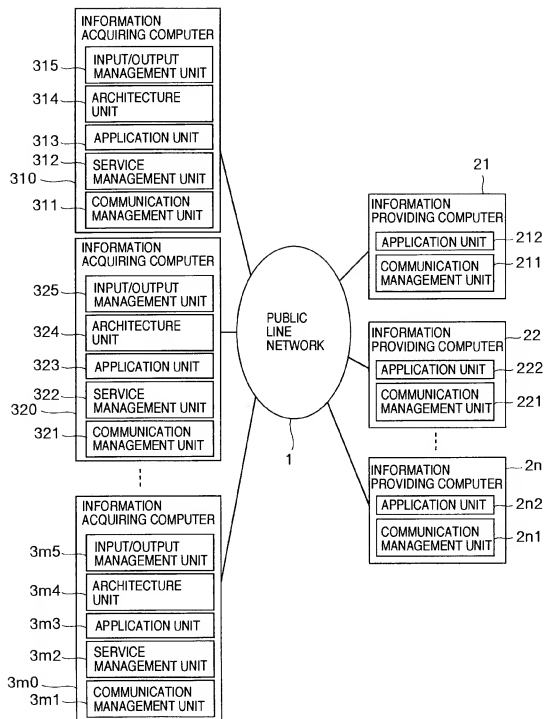 INFORMATION
ACQUIRING COMPUTER
315
INPUT/OUTPUT
MANAGEMENT UNIT
314
ARCHITECTURE
UNIT
313
APPLICATION UNIT
312
SERVICE
MANAGEMENT UNIT
310
311
COMMUNICATION
MANAGEMENT UNIT
INFORMATION
ACQUIRING COMPUTER
325
INPUT/OUTPUT
MANAGEMENT UNIT
324
ARCHITECTURE
UNIT
323
APPLICATION UNIT
322
SERVICE
MANAGEMENT UNIT
320
321
COMMUNICATION
MANAGEMENT UNIT
INFORMATION
ACQUIRING COMPUTER
3m5
INPUT/OUTPUT
MANAGEMENT UNIT
3m4
ARCHITECTURE
UNIT
3m3
APPLICATION UNIT
3m2
SERVICE
MANAGEMENT UNIT
3m0
3m1
COMMUNICATION
MANAGEMENT UNIT
PUBLIC
LINE
NETWORK
1
21
INFORMATION
PROVIDING COMPUTER
APPLICATION UNIT
212
COMMUNICATION
MANAGEMENT UNIT
211
22
INFORMATION
PROVIDING COMPUTER
APPLICATION UNIT
222
COMMUNICATION
MANAGEMENT UNIT
221
2n
INFORMATION
PROVIDING COMPUTER
APPLICATION UNIT
2n2
COMMUNICATION
MANAGEMENT UNIT
2n1